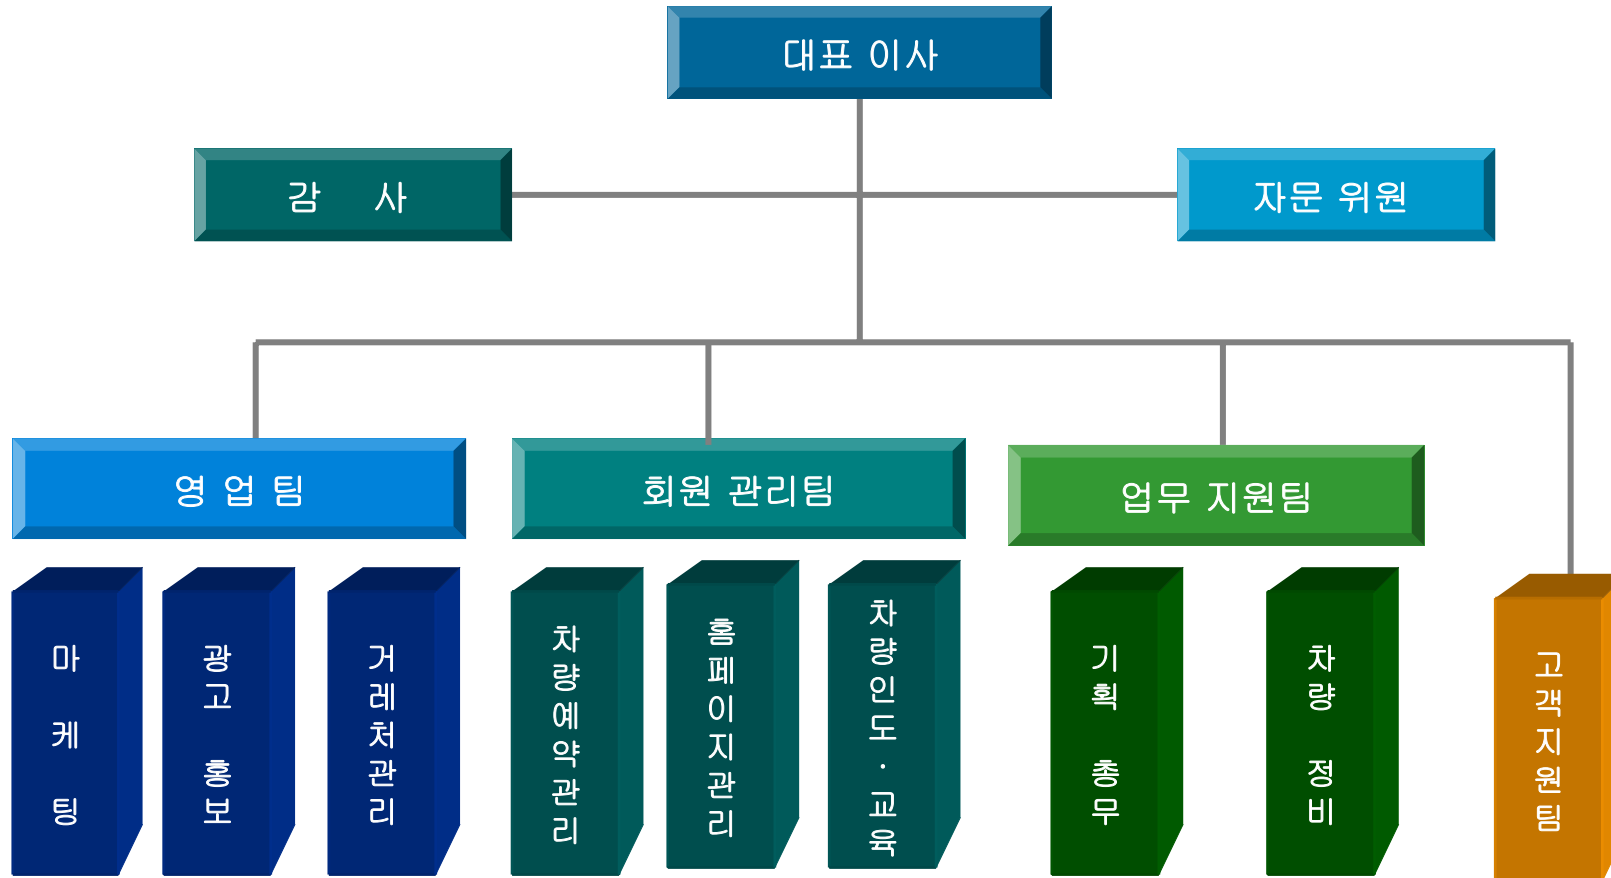 대표 이사
감 사
자문 위원
영 업 팀
회원 관리팀
업무 지원팀
마 케 팅
광고 홍보
거레처관리
차량예약관리
홈페이지관리
차량인도·교육
기획 총무
차량 정비
고객지원팀